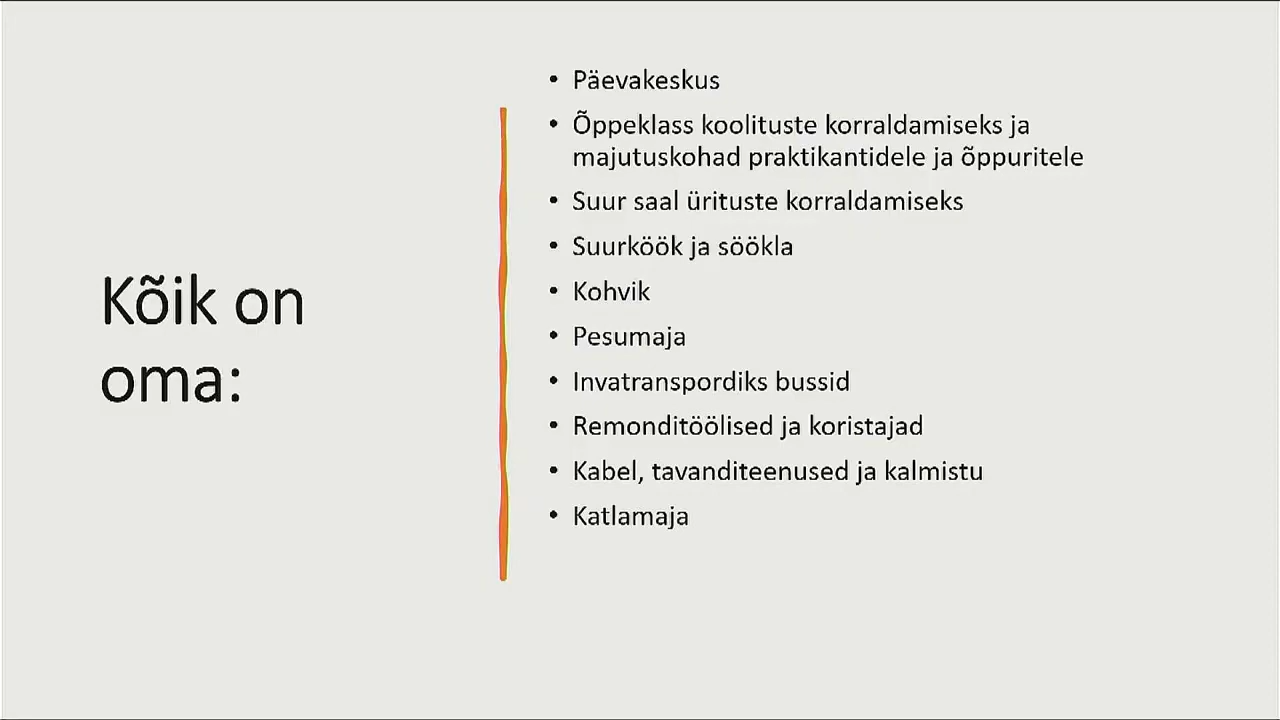 Kõik on
oma:
• Päevakeskus
• Õppeklass koolituste korraldamiseks ja
majutuskohad praktikantidele ja õppuritele
• Suur saal ürituste korraldamiseks
• Suurköök ja söökla
• Kohvik
• Pesumaja
• Invatranspordiks bussid
• Remonditöölised ja koristajad
• Kabel, tavanditeenused ja kalmistu
• Katlamaja